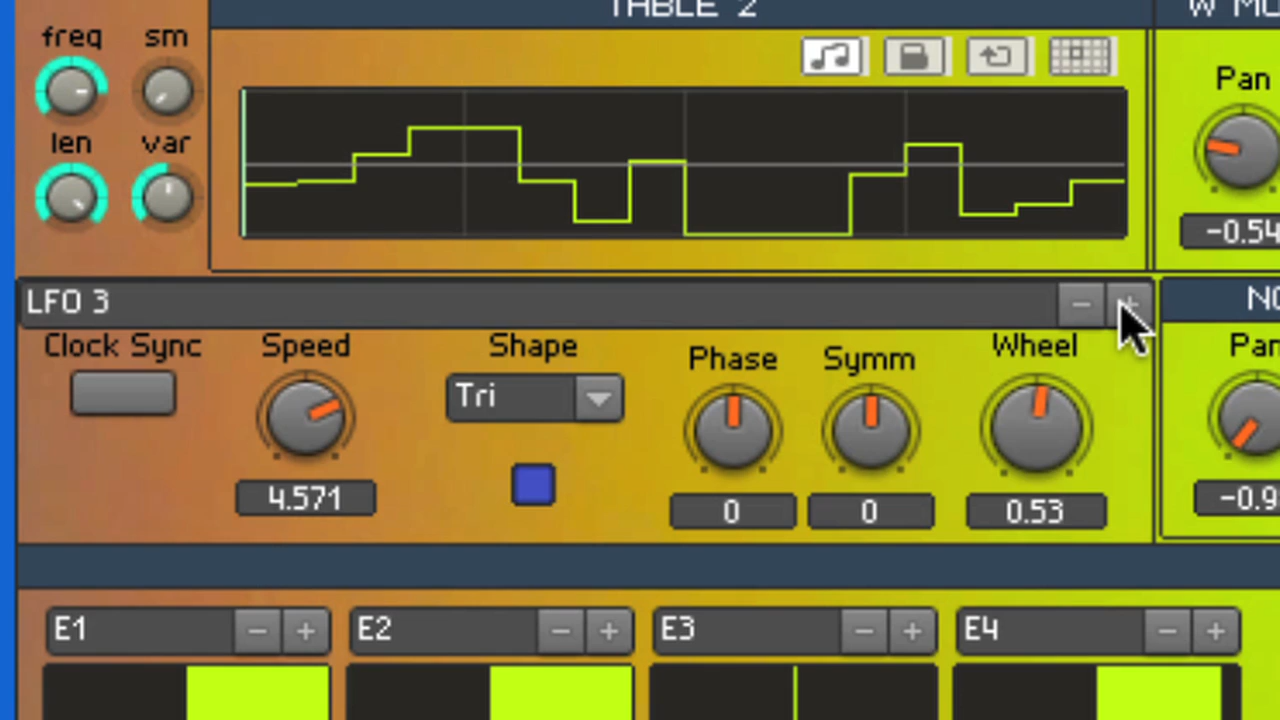 TABLE 2
freq sm
len var
Pan
-0.54
LFO 3 - +
Clock Sync Speed Shape Phase Symm Wheel
Tri
4.571 0 0 0.53
E1 - + E2 - + E3 - + E4 - +